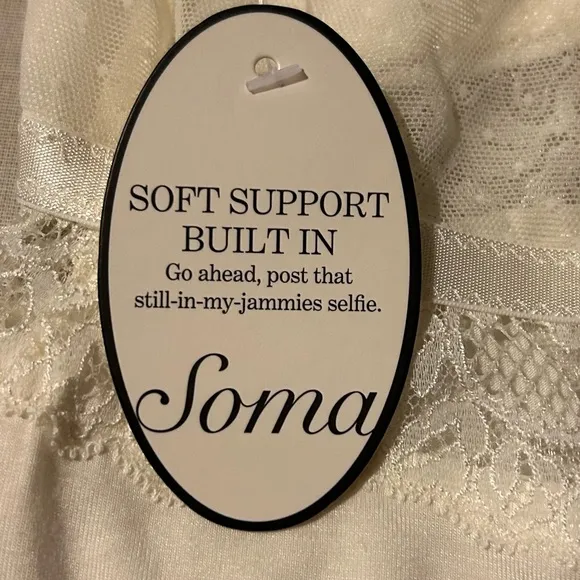 SOFT SUPPORT
BUILT IN
Go ahead, post that
still-in-my-jammies selfie.
Soma